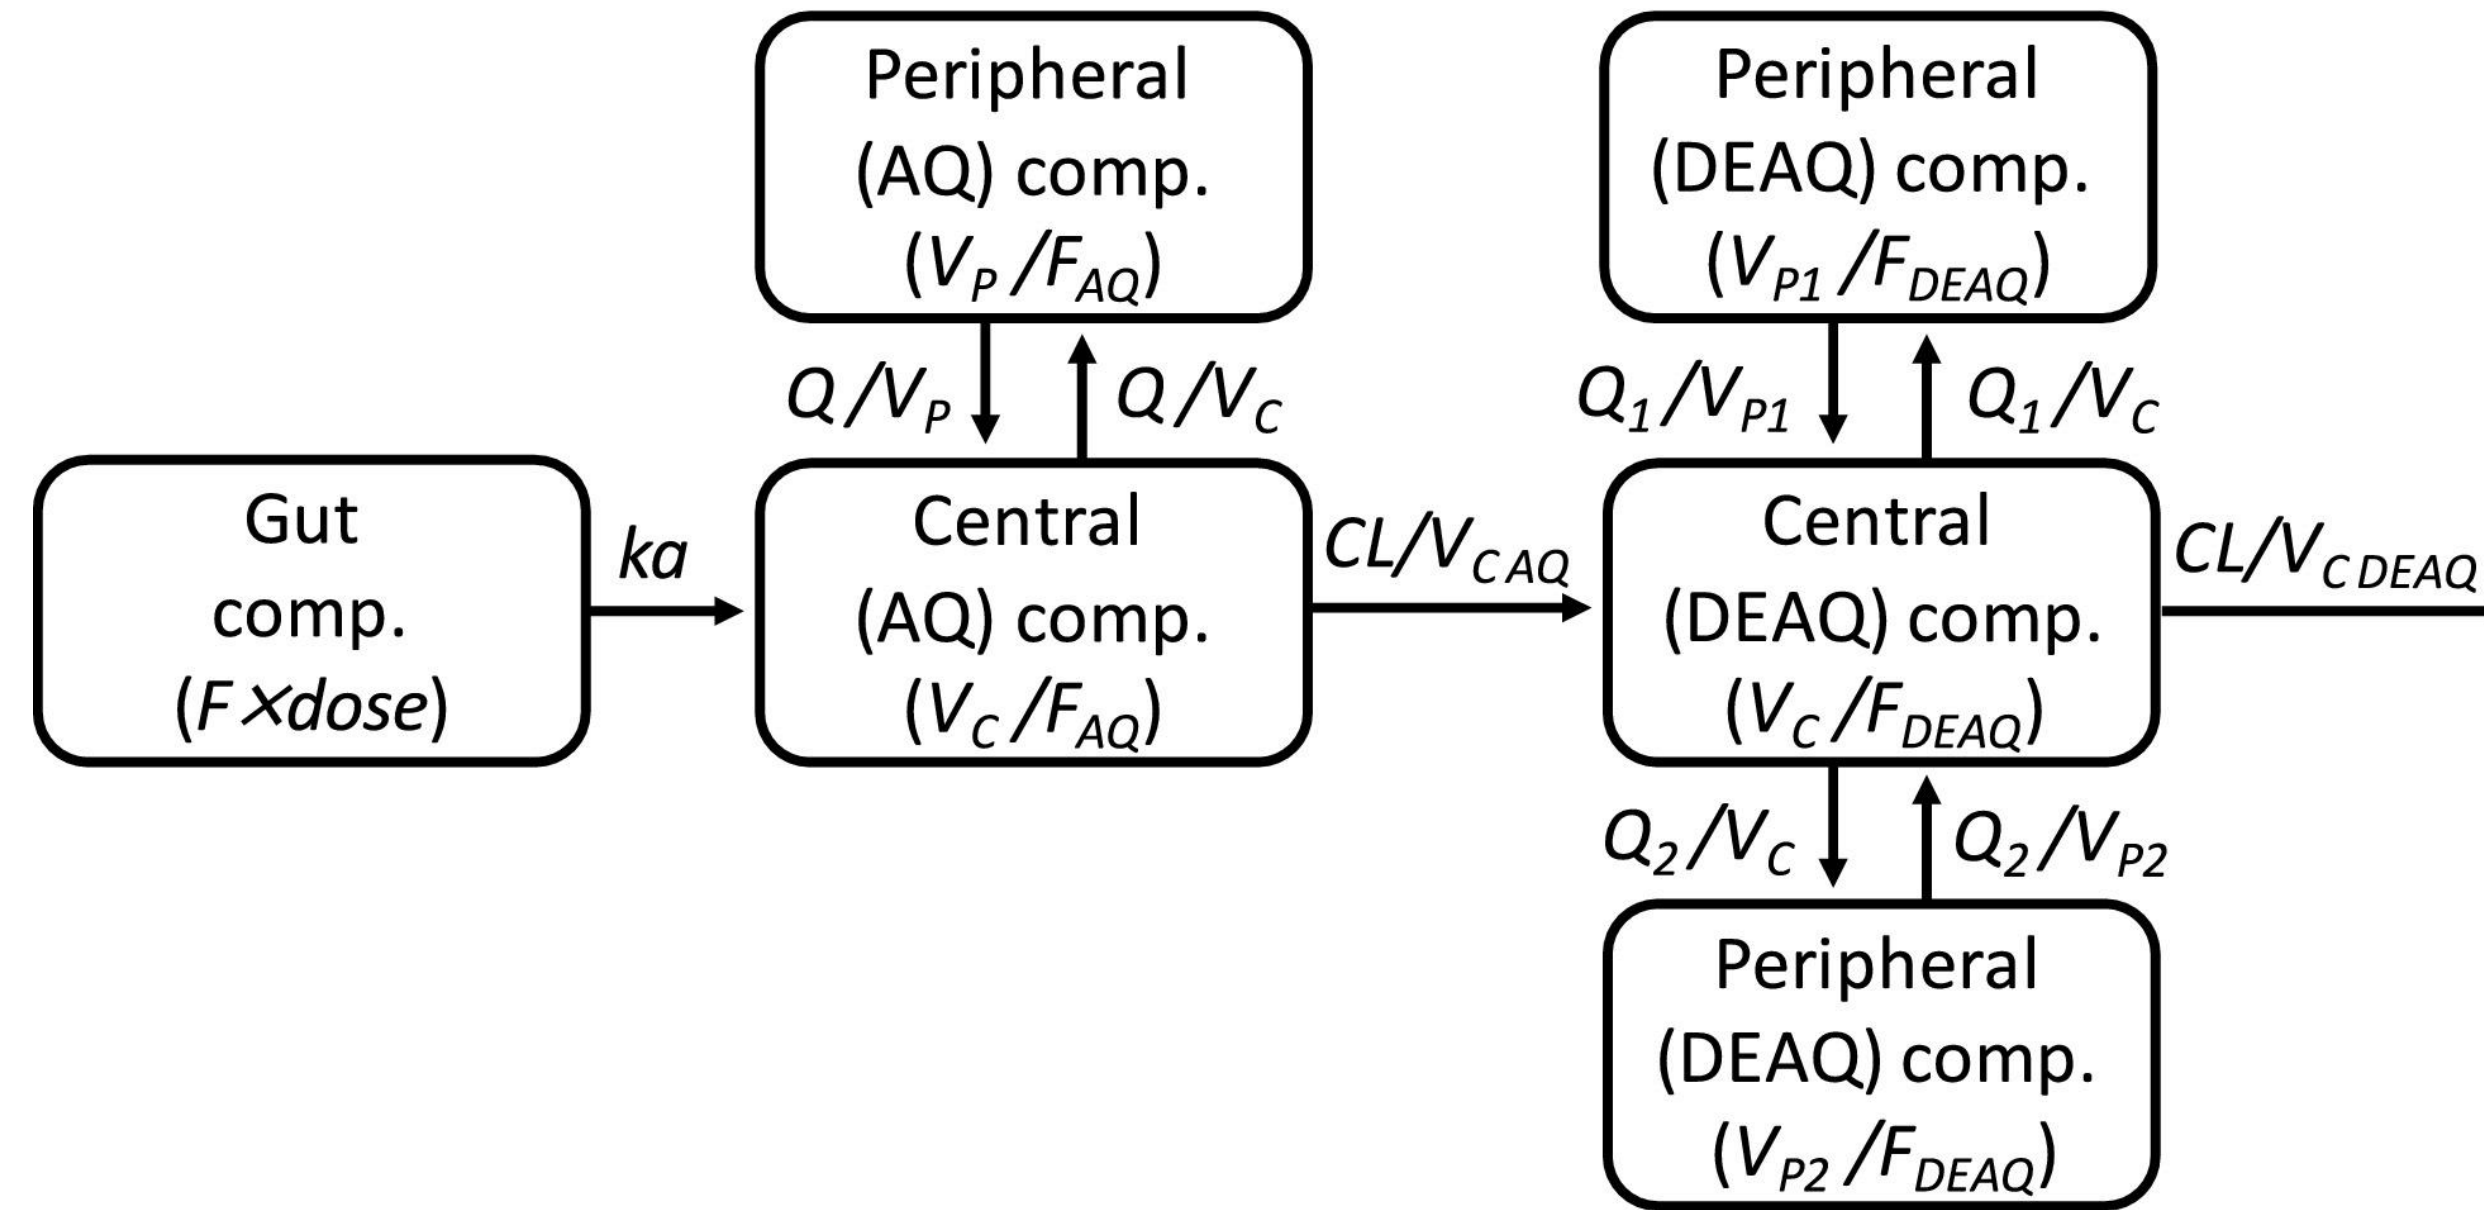 Peripheral
(AQ) comp.
(V_P /F_AQ)
Peripheral
(DEAQ) comp.
(V_P1 /F_DEAQ)
Q/V_P
Q/V_C
Q_1/V_P1
Q_1/V_C
Gut
comp.
(F×dose)
ka
Central
(AQ) comp.
(V_C /F_AQ)
CL/V_C AQ
Central
(DEAQ) comp.
(V_C /F_DEAQ)
CL/V_C DEAQ
Q_2/V_C
Q_2/V_P2
Peripheral
(DEAQ) comp.
(V_P2 /F_DEAQ)